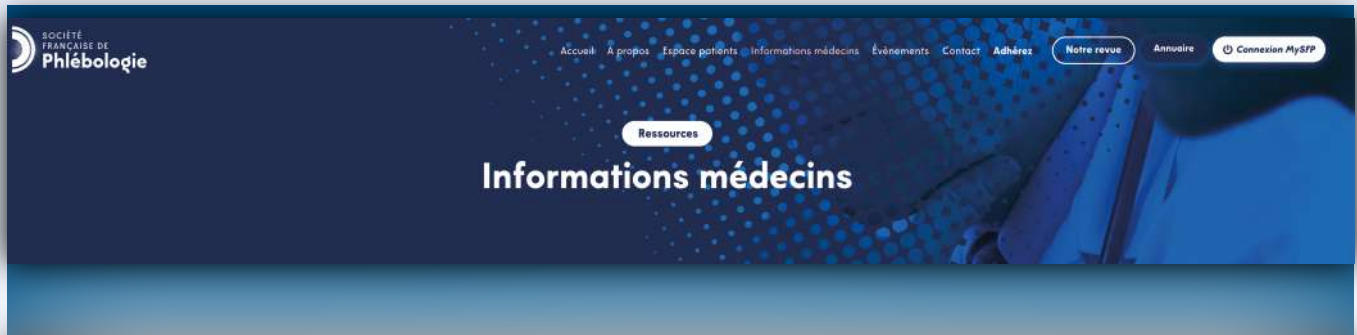 SOCIÉTÉ
FRANÇAISE DE
Phlébologie
Accueil À propos Espace patients Informations médecins Évènements Contact Adhérez Notre revue Annuaire Connexion MySFP
Ressources
Informations médecins